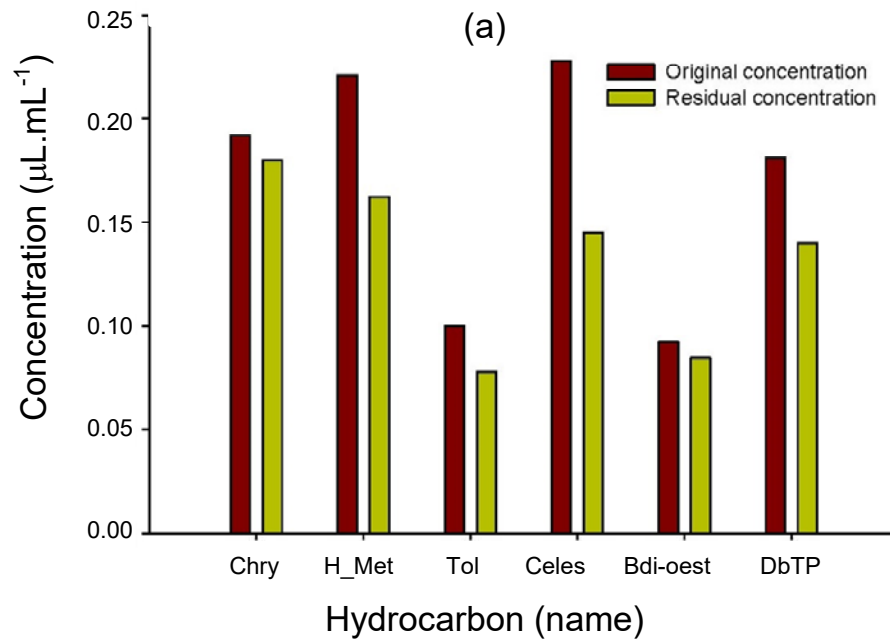 (a)
Original concentration
Residual concentration
Concentration (μL.mL⁻¹)
0.25
0.20
0.15
0.10
0.05
0.00
Chry H_Met Tol Celes Bdi-oest DbTP
Hydrocarbon (name)